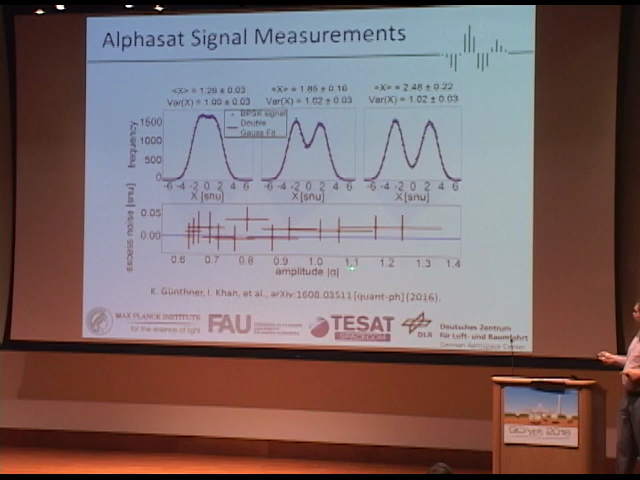 Alphasat Signal Measurements
<X> = 1.28 ± 0.03
Var(X) = 1.00 ± 0.03
<X> = 1.85 ± 0.16
Var(X) = 1.02 ± 0.03
<X> = 2.48 ± 0.22
Var(X) = 1.02 ± 0.03
BPSK signal
Double
Gauss Fit
frequency
1500
1000
500
0
-6 -4 -2 0 2 4 6
-6 -4 -2 0 2 4 6
-6 -4 -2 0 2 4 6
X [snu]
X [snu]
X [snu]
excess noise [snu]
0.05
0.00
0.6 0.7 0.8 0.9 1.0 1.1 1.2 1.3 1.4
amplitude |α|
K. Günthner, I. Khan, et al., arXiv:1608.03511 [quant-ph] (2016).
MAX PLANCK INSTITUTE
for the science of light
FAU
TESAT
SPACECOM
DLR
Deutsches Zentrum
für Luft- und Raumfahrt
German Aerospace Center
QCrypt 2016